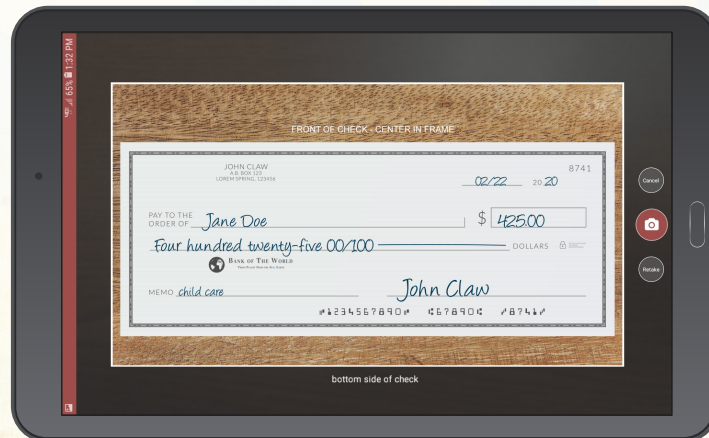 1:32 PM
65%
FRONT OF CHECK - CENTER IN FRAME
JOHN CLAW
A.B. BOX 123
LOREM SPRING, 123456
8741
02/22 20 20
PAY TO THE
ORDER OF Jane Doe $ 425.00
Four hundred twenty-five 00/100 DOLLARS
BANK OF THE WORLD
MEMO child care John Claw
⑈1234567890⑈ ⑆67890⑆ ⑈8741⑈
bottom side of check
Cancel
Retake